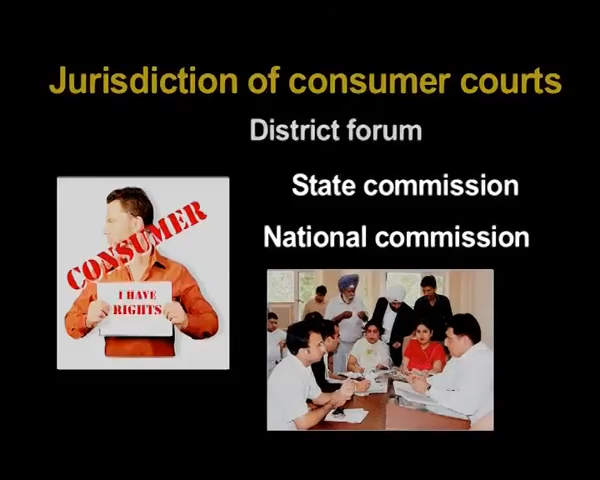 Jurisdiction of consumer courts
District forum
State commission
National commission
CONSUMER
I HAVE
RIGHTS